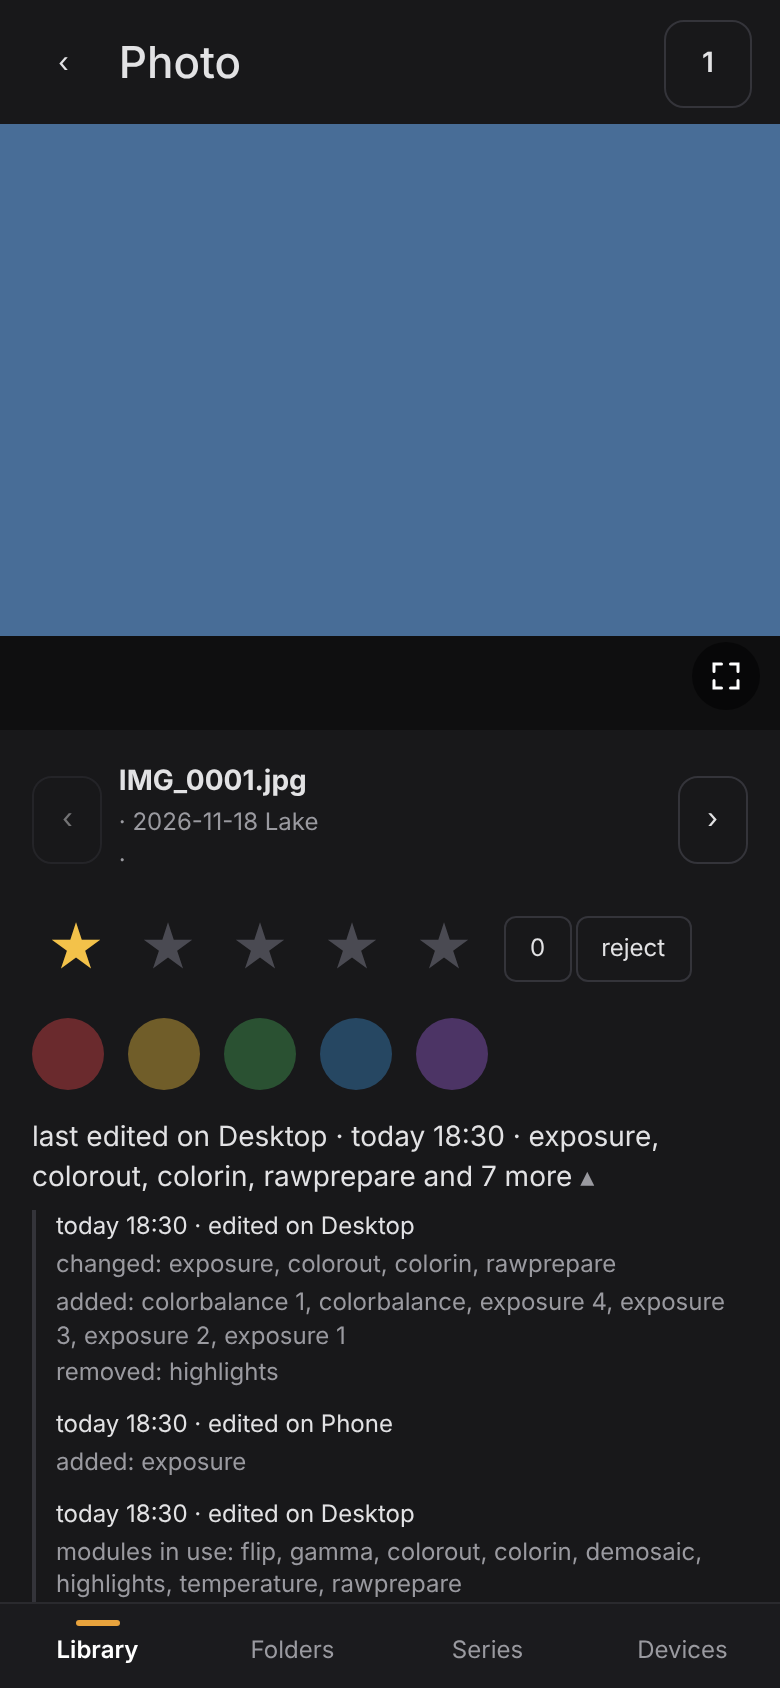 ‹ Photo 1
IMG_0001.jpg
‹ · 2026-11-18 Lake ›
·
0 reject
last edited on Desktop · today 18:30 · exposure,
colorout, colorin, rawprepare and 7 more ▴
today 18:30 · edited on Desktop
changed: exposure, colorout, colorin, rawprepare
added: colorbalance 1, colorbalance, exposure 4, exposure
3, exposure 2, exposure 1
removed: highlights
today 18:30 · edited on Phone
added: exposure
today 18:30 · edited on Desktop
modules in use: flip, gamma, colorout, colorin, demosaic,
highlights, temperature, rawprepare
Library Folders Series Devices